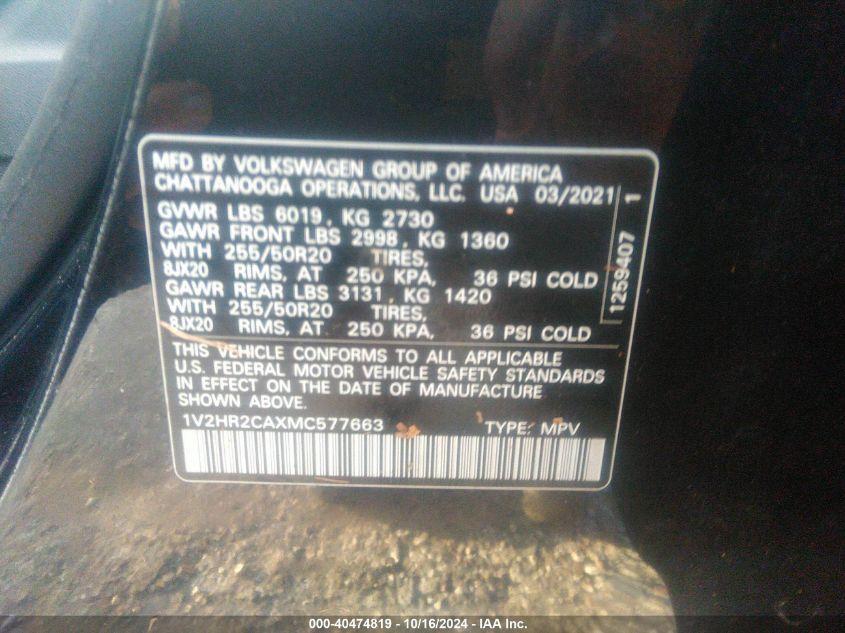 MFD BY VOLKSWAGEN GROUP OF AMERICA
CHATTANOOGA OPERATIONS, LLC. USA 03/2021
GVWR LBS 6019, KG 2730
GAWR FRONT LBS 2998, KG 1360
WITH 255/50R20 TIRES,
8JX20 RIMS, AT 250 KPA, 36 PSI COLD
GAWR REAR LBS 3131, KG 1420
WITH 255/50R20 TIRES,
8JX20 RIMS, AT. 250 KPA, 36 PSI COLD
1259407 1
THIS VEHICLE CONFORMS TO ALL APPLICABLE
U.S. FEDERAL MOTOR VEHICLE SAFETY STANDARDS
IN EFFECT ON THE DATE OF MANUFACTURE
SHOWN ABOVE.
1V2HR2CAXMC577663 TYPE: MPV
000-40474819 - 10/16/2024 - IAA Inc.